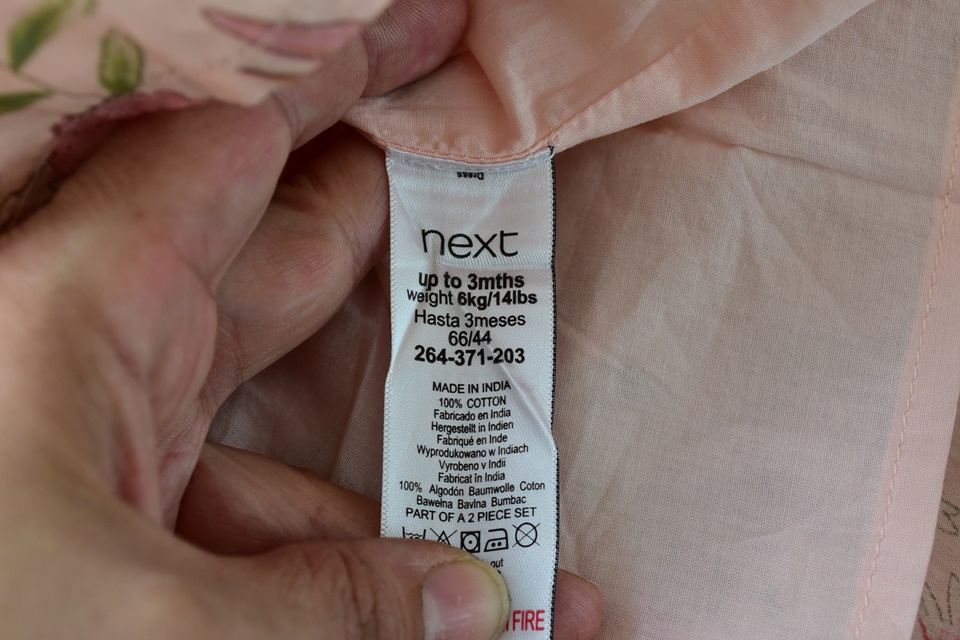 Dress
next
up to 3mths
weight 6kg/14lbs
Hasta 3meses
66/44
264-371-203
MADE IN INDIA
100% COTTON
Fabricado en India
Hergestellt in Indien
Fabriqué en Inde
Wyprodukowano w Indiach
Vyrobeno v Indii
Fabricat în India
100% Algodón Baumwolle Coton
Bawełna Bavlna Bumbac
PART OF A 2 PIECE SET
FIRE